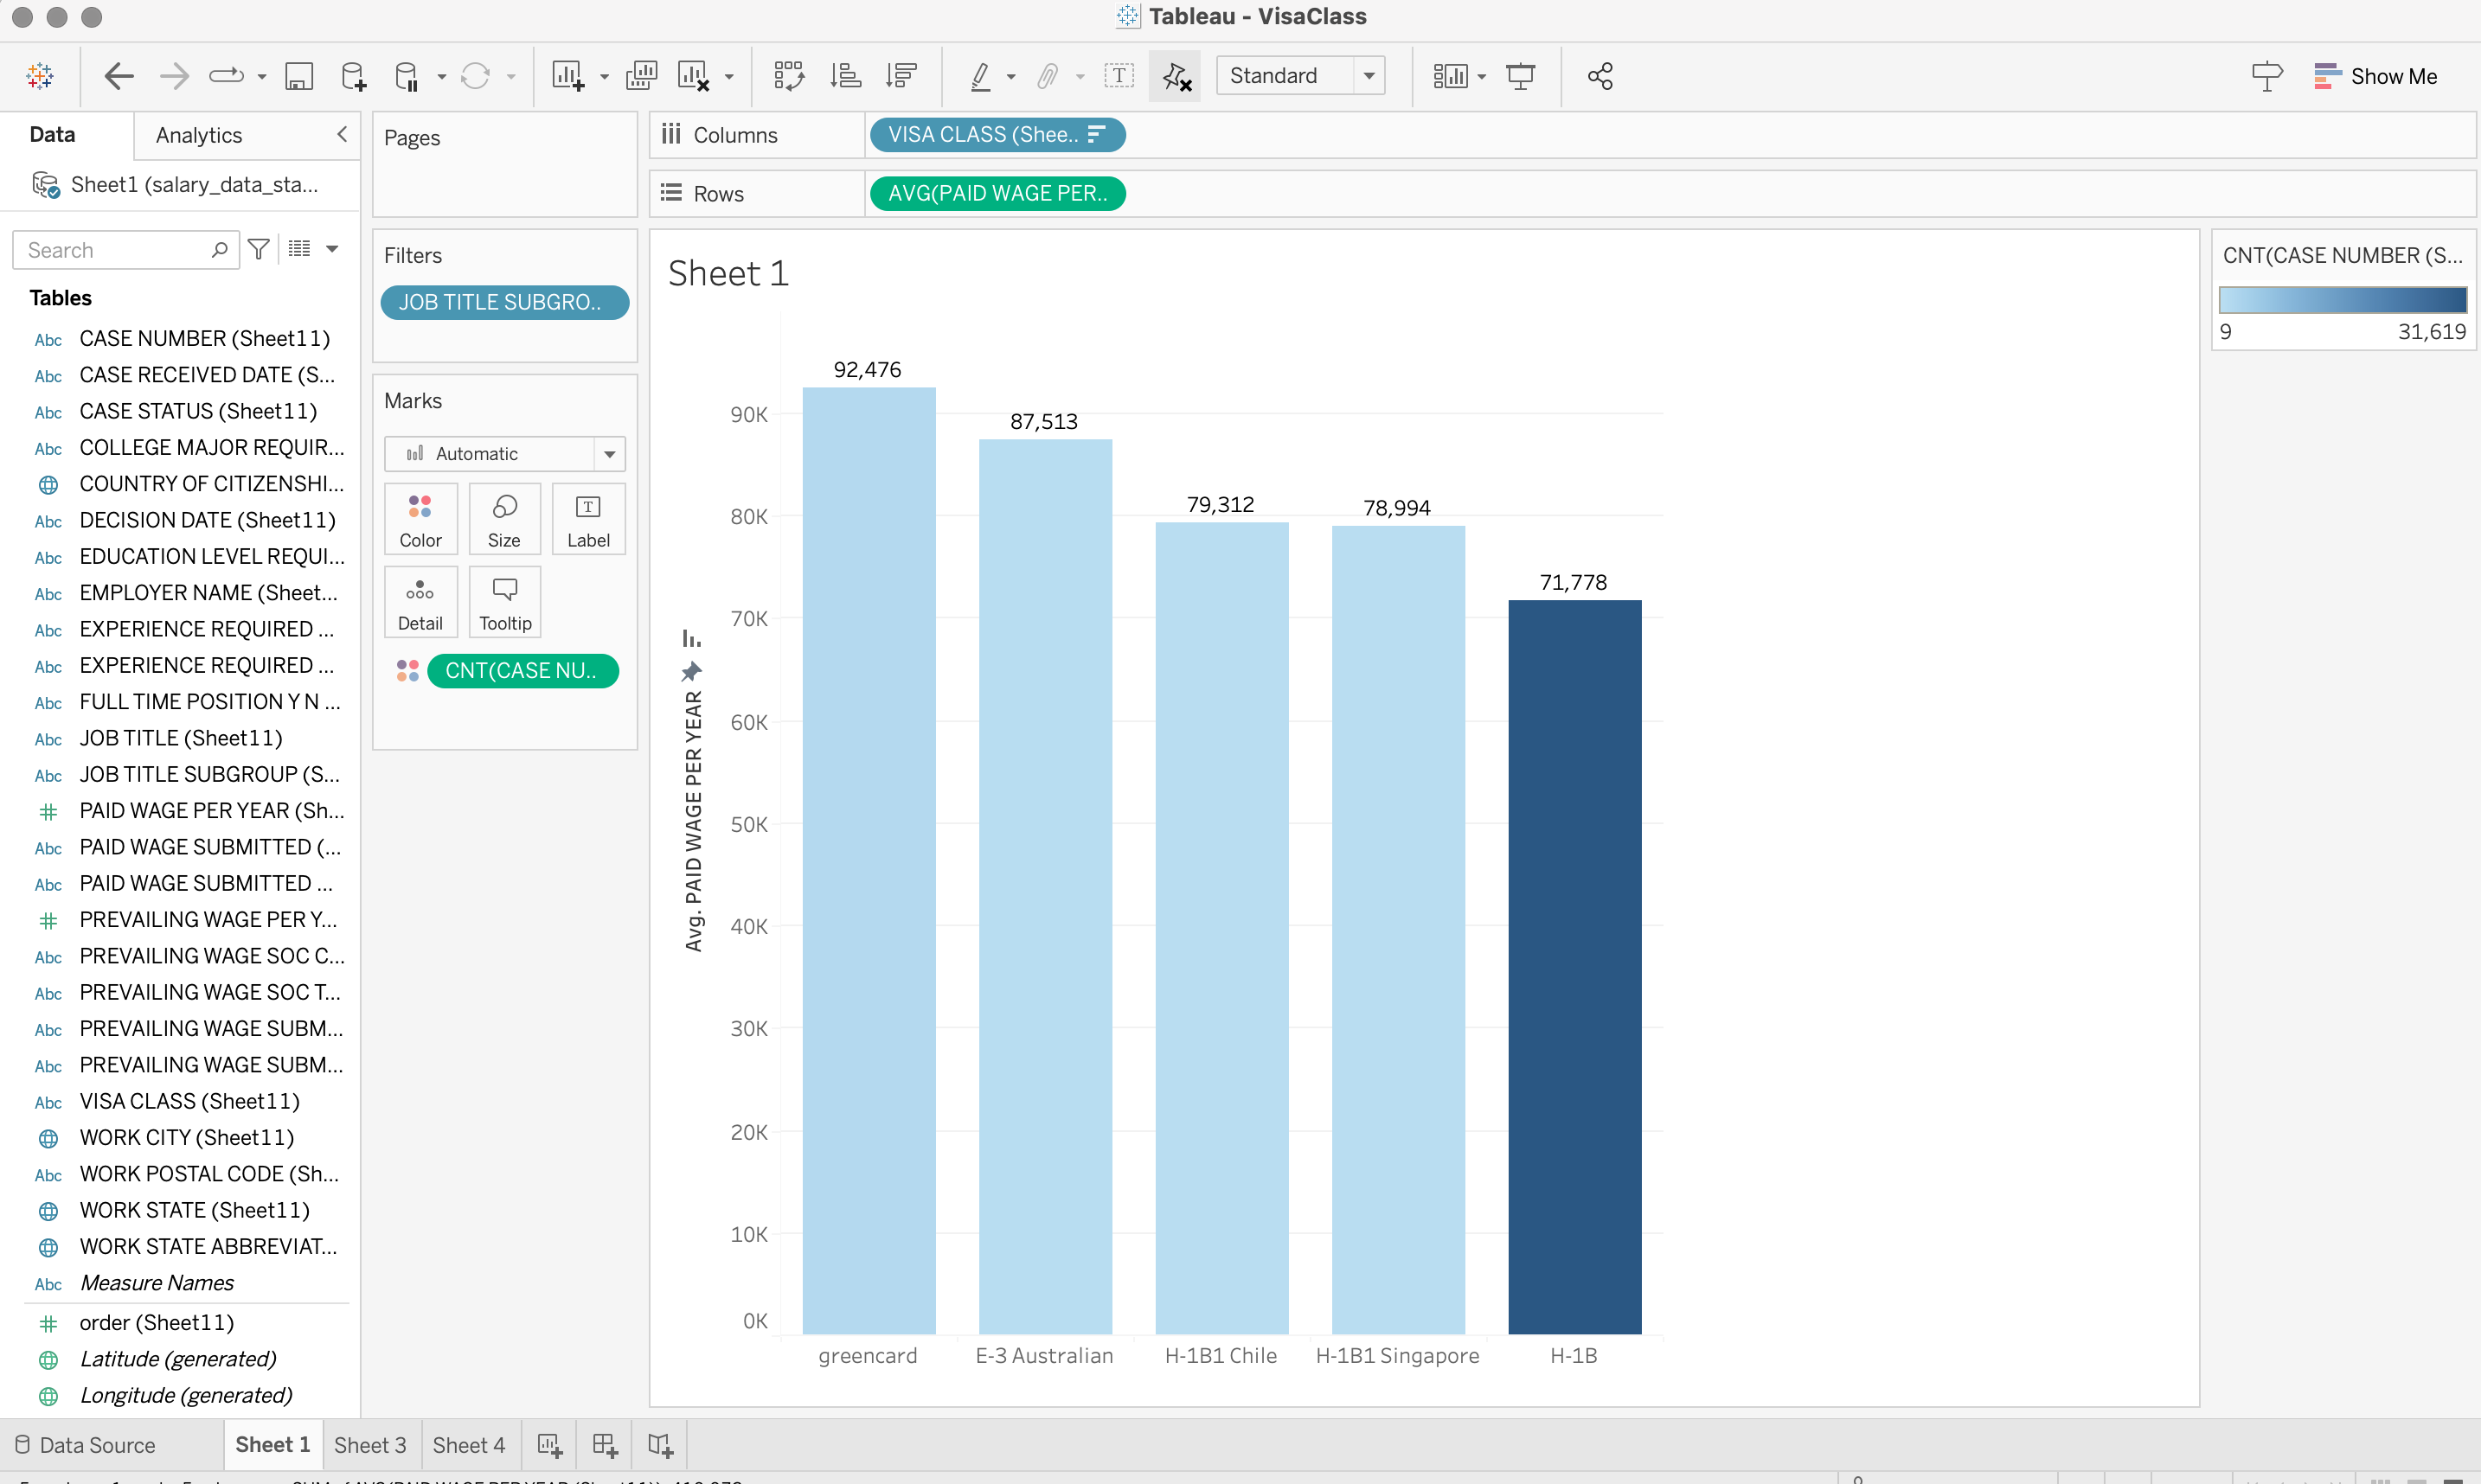 Tableau - VisaClass
Standard
Show Me
Data
Analytics
Sheet1 (salary_data_sta...
Search
Tables
Abc CASE NUMBER (Sheet11)
Abc CASE RECEIVED DATE (S...
Abc CASE STATUS (Sheet11)
Abc COLLEGE MAJOR REQUIR...
COUNTRY OF CITIZENSHI...
Abc DECISION DATE (Sheet11)
Abc EDUCATION LEVEL REQUI...
Abc EMPLOYER NAME (Sheet...
Abc EXPERIENCE REQUIRED ...
Abc EXPERIENCE REQUIRED ...
Abc FULL TIME POSITION Y N ...
Abc JOB TITLE (Sheet11)
Abc JOB TITLE SUBGROUP (S...
# PAID WAGE PER YEAR (Sh...
Abc PAID WAGE SUBMITTED (...
Abc PAID WAGE SUBMITTED ...
# PREVAILING WAGE PER Y...
Abc PREVAILING WAGE SOC C...
Abc PREVAILING WAGE SOC T...
Abc PREVAILING WAGE SUBM...
Abc PREVAILING WAGE SUBM...
Abc VISA CLASS (Sheet11)
WORK CITY (Sheet11)
Abc WORK POSTAL CODE (Sh...
WORK STATE (Sheet11)
WORK STATE ABBREVIAT...
Abc Measure Names
# order (Sheet11)
Latitude (generated)
Longitude (generated)
Pages
Filters
JOB TITLE SUBGRO..
Marks
Automatic
Color
Size
T
Label
Detail
Tooltip
CNT(CASE NU..
Columns
VISA CLASS (Shee..
Rows
AVG(PAID WAGE PER..
Sheet 1
Avg. PAID WAGE PER YEAR
90K
80K
70K
60K
50K
40K
30K
20K
10K
0K
92,476
87,513
79,312
78,994
71,778
greencard
E-3 Australian
H-1B1 Chile
H-1B1 Singapore
H-1B
CNT(CASE NUMBER (S...
9
31,619
Data Source
Sheet 1
Sheet 3
Sheet 4